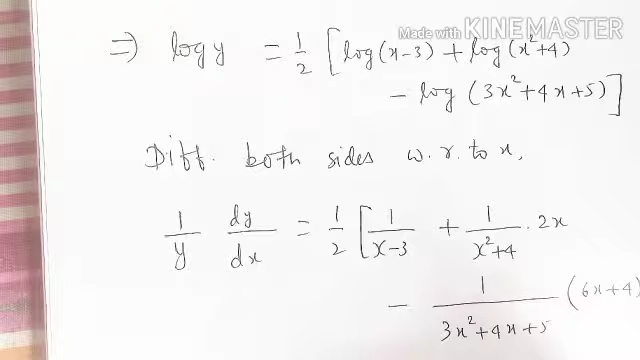 Made with KINEMASTER
⇒ log y = 1/2 [log(x-3) + log(x²+4)
- log (3x²+4x+5)]
Diff. both sides w.r. to x,
1/y dy/dx = 1/2 [1/(x-3) + 1/(x²+4) . 2x
- 1/(3x²+4x+5) (6x+4)